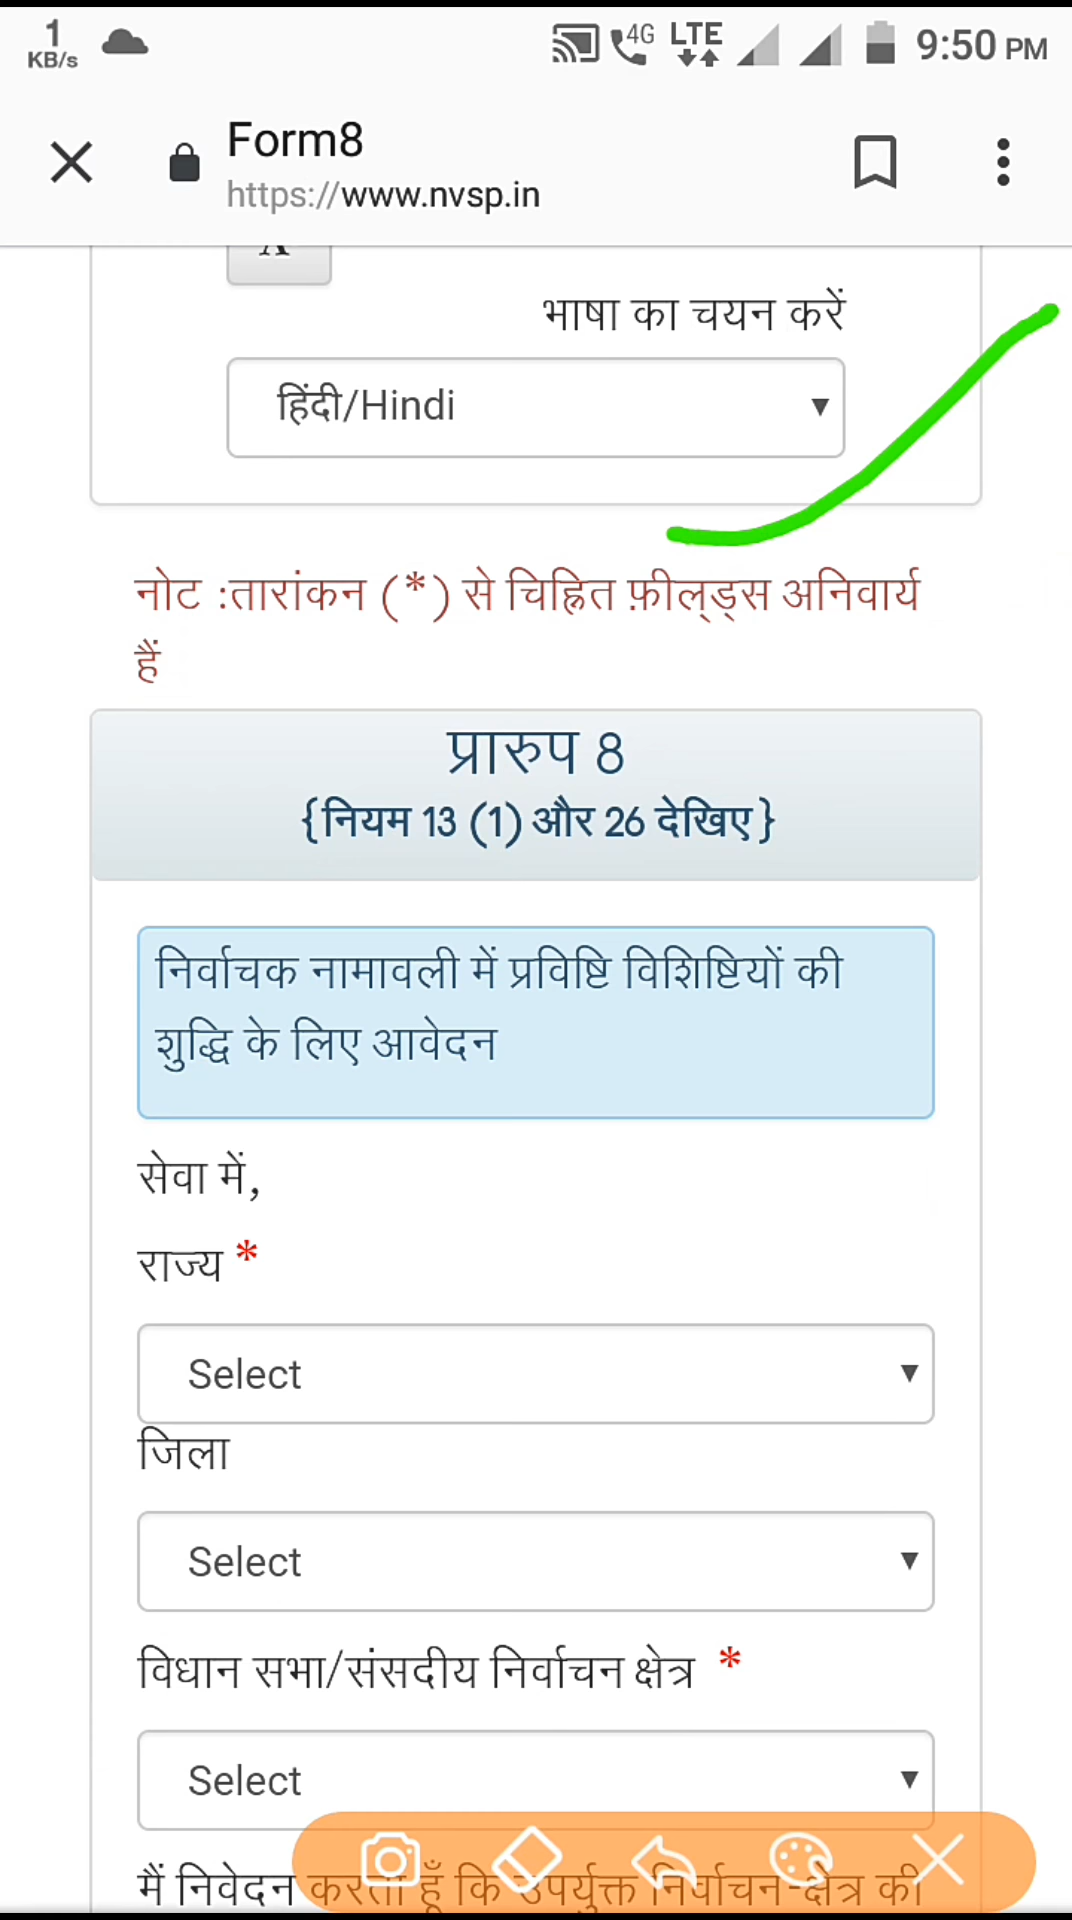 1
KB/s
4G LTE 9:50 PM
Form8
https://www.nvsp.in
भाषा का चयन करें
हिंदी/Hindi
नोट :तारांकन (*) से चिह्नित फ़ील्ड्स अनिवार्य
हैं
प्रारुप 8
{नियम 13 (1) और 26 देखिए}
निर्वाचक नामावली में प्रविष्टि विशिष्टियों की
शुद्धि के लिए आवेदन
सेवा में,
राज्य *
Select
जिला
Select
विधान सभा/संसदीय निर्वाचन क्षेत्र *
Select
मैं निवेदन करता हूँ कि उपर्युक्त निर्वाचन-क्षेत्र की